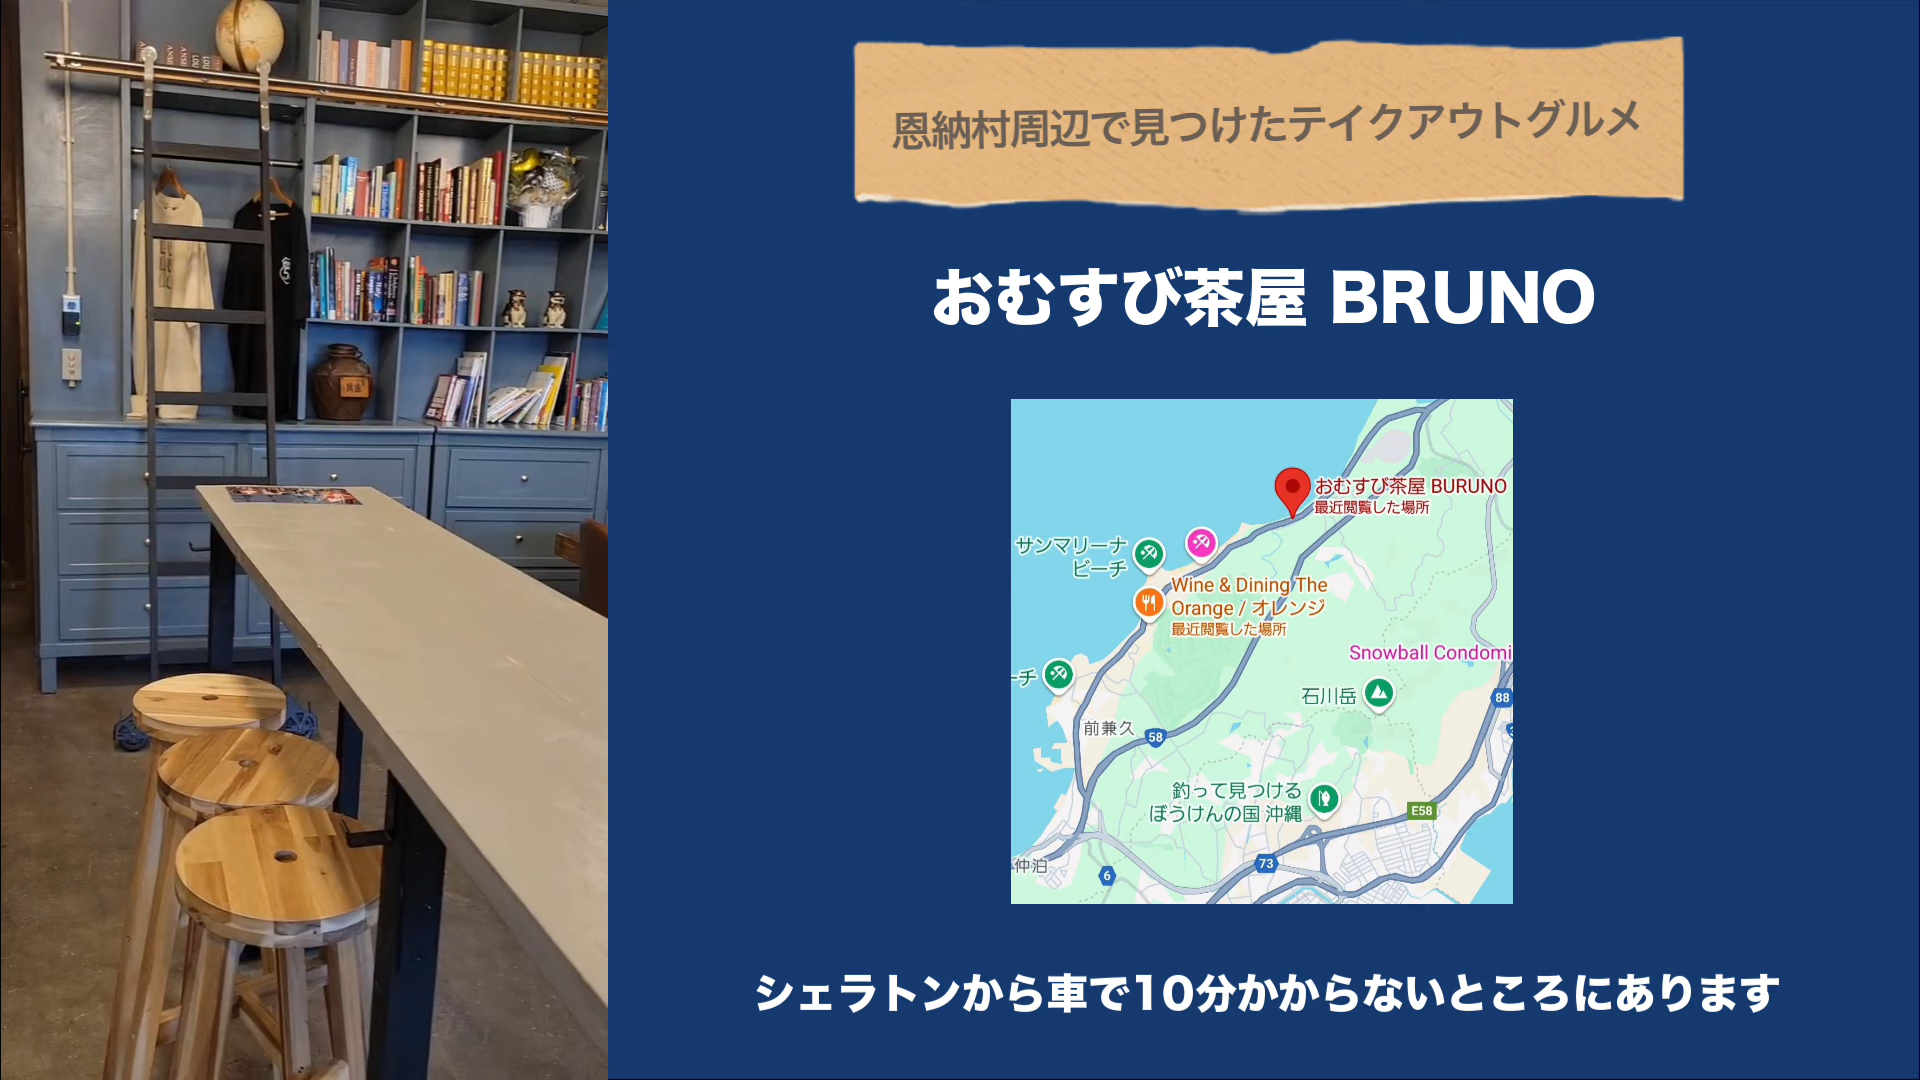 恩納村周辺で見つけたテイクアウトグルメ
おむすび茶屋 BRUNO
おむすび茶屋 BURUNO
最近閲覧した場所
サンマリーナ
ビーチ
Wine & Dining The
Orange / オレンジ
最近閲覧した場所
Snowball Condomi
ーチ
石川岳
88
前兼久
58
釣って見つける
ぼうけんの国 沖縄
E58
73
仲泊
6
シェラトンから車で10分かからないところにあります